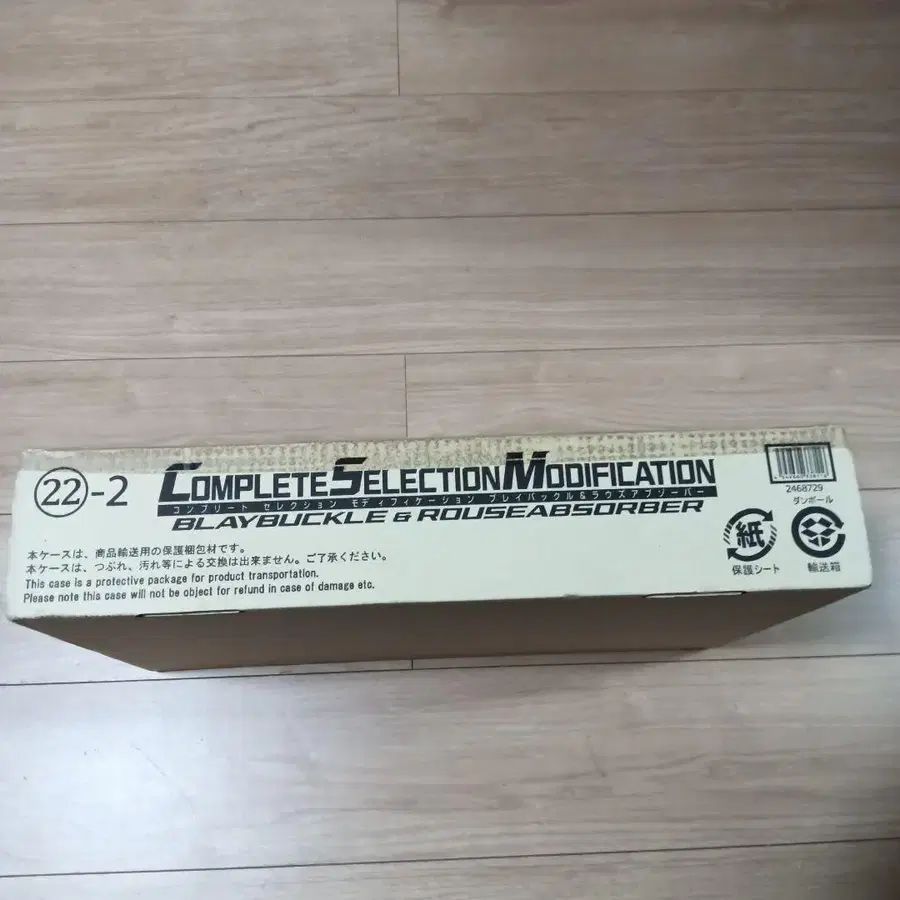 ㉒-2
COMPLETE SELECTION MODIFICATION
コンプリート セレクション モディフィケーション ブレイバックル&ラウズアブソーバー
BLAYBUCKLE & ROUSEABSORBER
本ケースは、商品輸送用の保護梱包材です。
本ケースは、つぶれ、汚れ等による交換は出来ません。ご了承ください。
This case is a protective package for product transportation.
Please note this case will not be object for refund in case of damage etc.
2468729
ダンボール
紙
保護シート
輸送箱